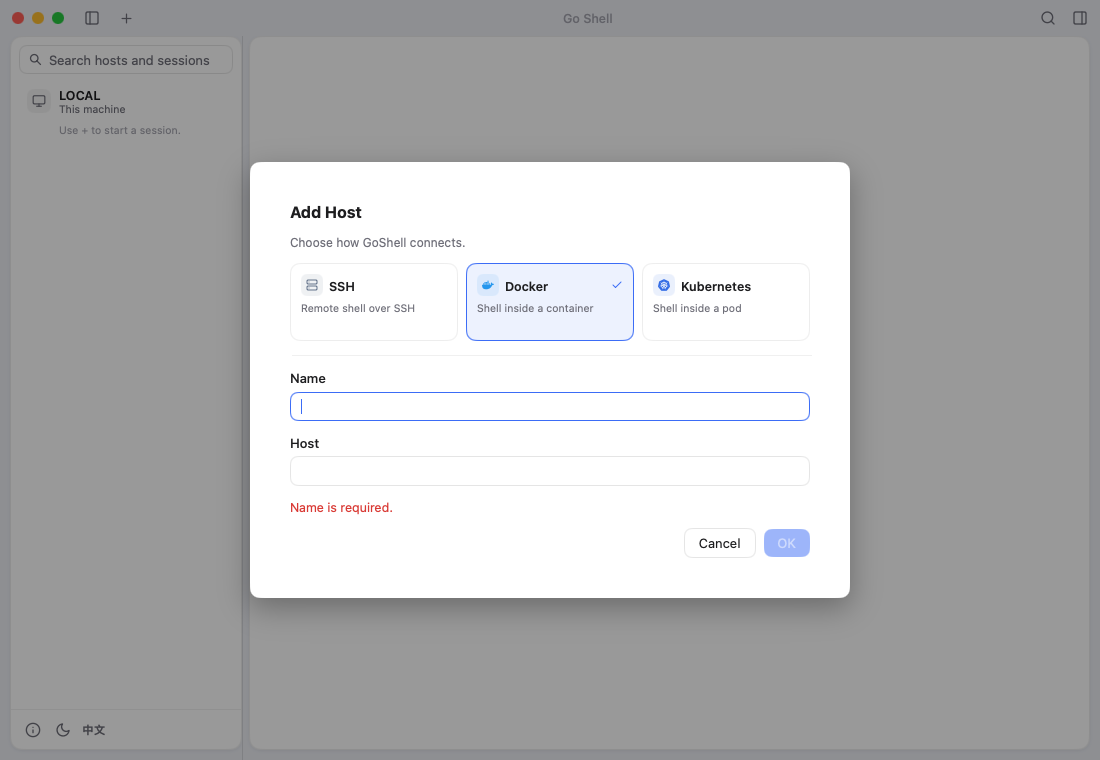 Go Shell
Search hosts and sessions
LOCAL
This machine
Use + to start a session.
Add Host
Choose how GoShell connects.
SSH
Remote shell over SSH
Docker
Shell inside a container
Kubernetes
Shell inside a pod
Name
Host
Name is required.
Cancel
OK
中文